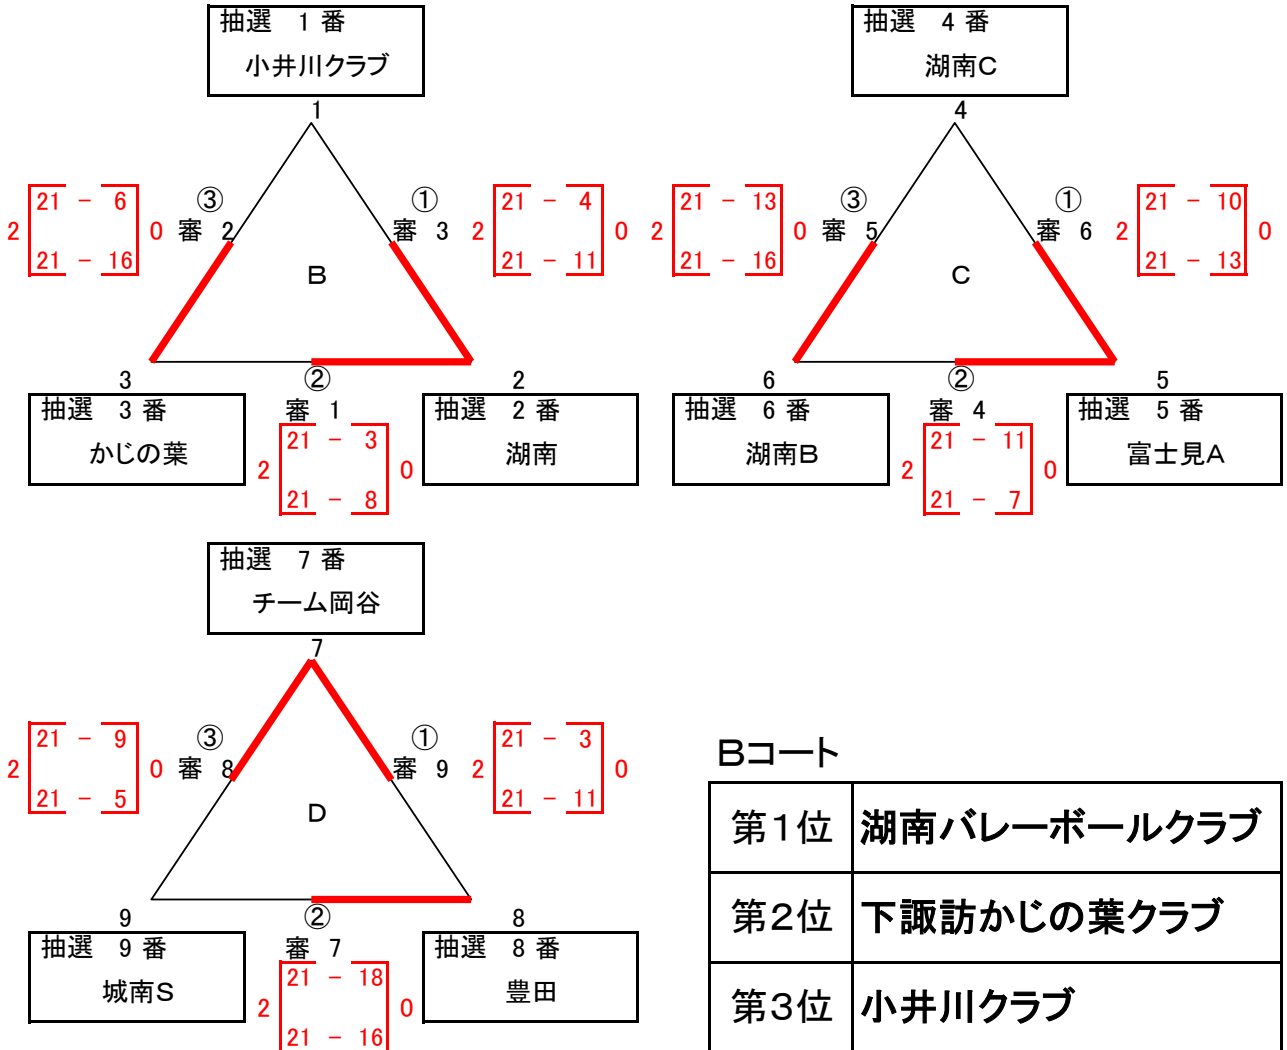 抽選 1 番
小井川クラブ
1
21 - 6
2 0
21 - 16
③
審 2
①
審 3
21 - 4
2 0
21 - 11
B
3
抽選 3 番
かじの葉
②
審 1
21 - 3
2 0
21 - 8
2
抽選 2 番
湖南
抽選 4 番
湖南C
4
21 - 13
2 0
21 - 16
③
審 5
①
審 6
21 - 10
2 0
21 - 13
C
6
抽選 6 番
湖南B
②
審 4
21 - 11
2 0
21 - 7
5
抽選 5 番
富士見A
抽選 7 番
チーム岡谷
7
21 - 9
2 0
21 - 5
③
審 8
①
審 9
21 - 3
2 0
21 - 11
D
9
抽選 9 番
城南S
②
審 7
21 - 18
2 0
21 - 16
8
抽選 8 番
豊田
Bコート
第1位 湖南バレーボールクラブ
第2位 下諏訪かじの葉クラブ
第3位 小井川クラブ